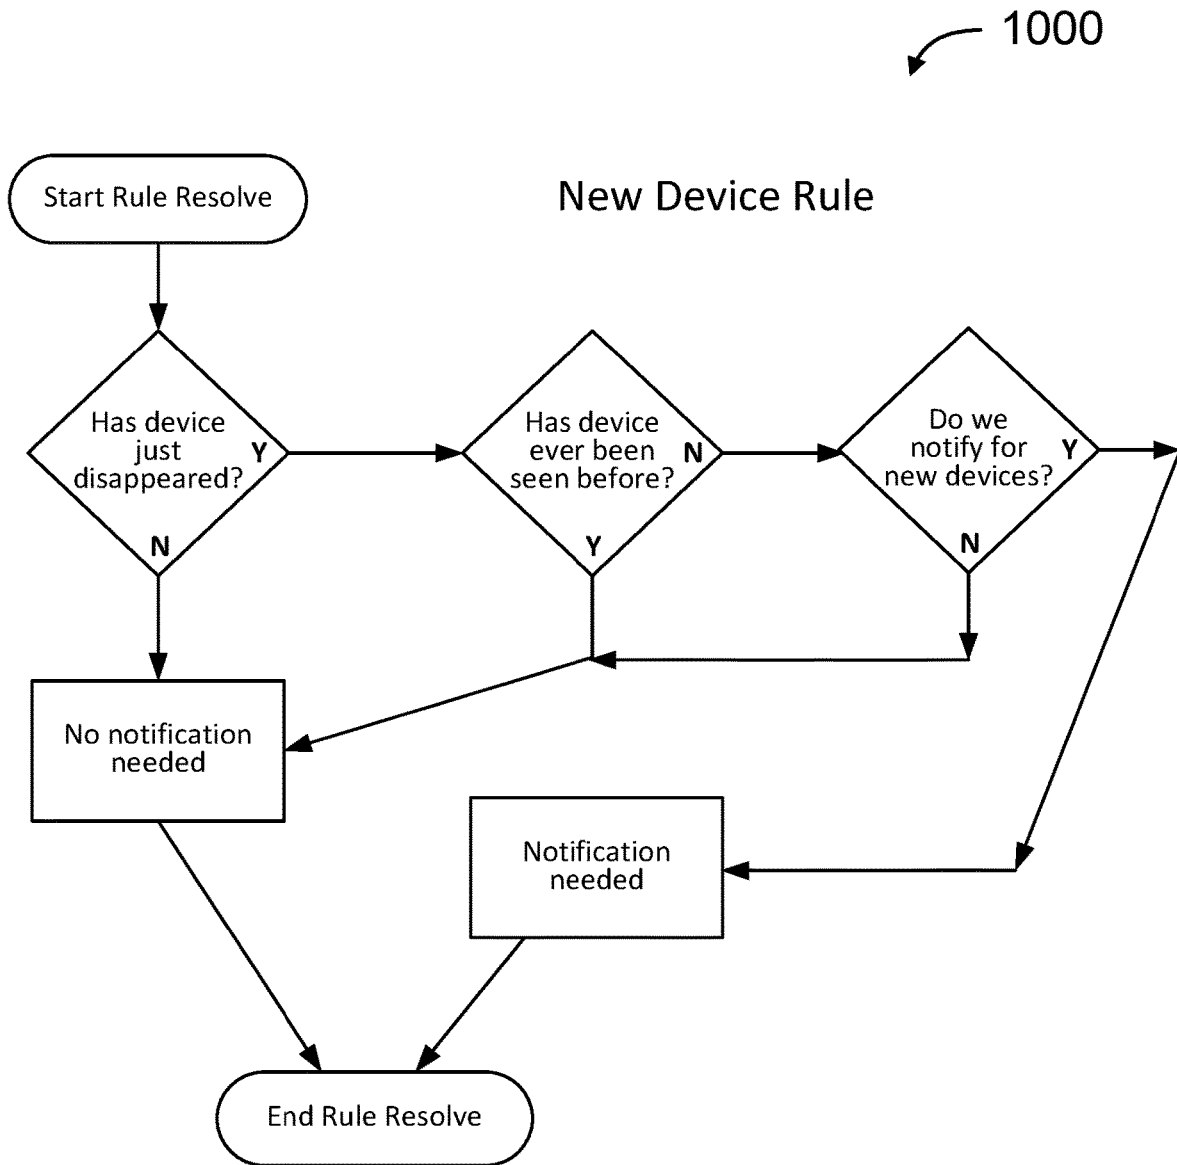 1000
Start Rule Resolve
New Device Rule
Has device
just
disappeared?
Y
N
Has device
ever been
seen before?
N
Y
Do we
notify for
new devices?
Y
N
No notification
needed
Notification
needed
End Rule Resolve